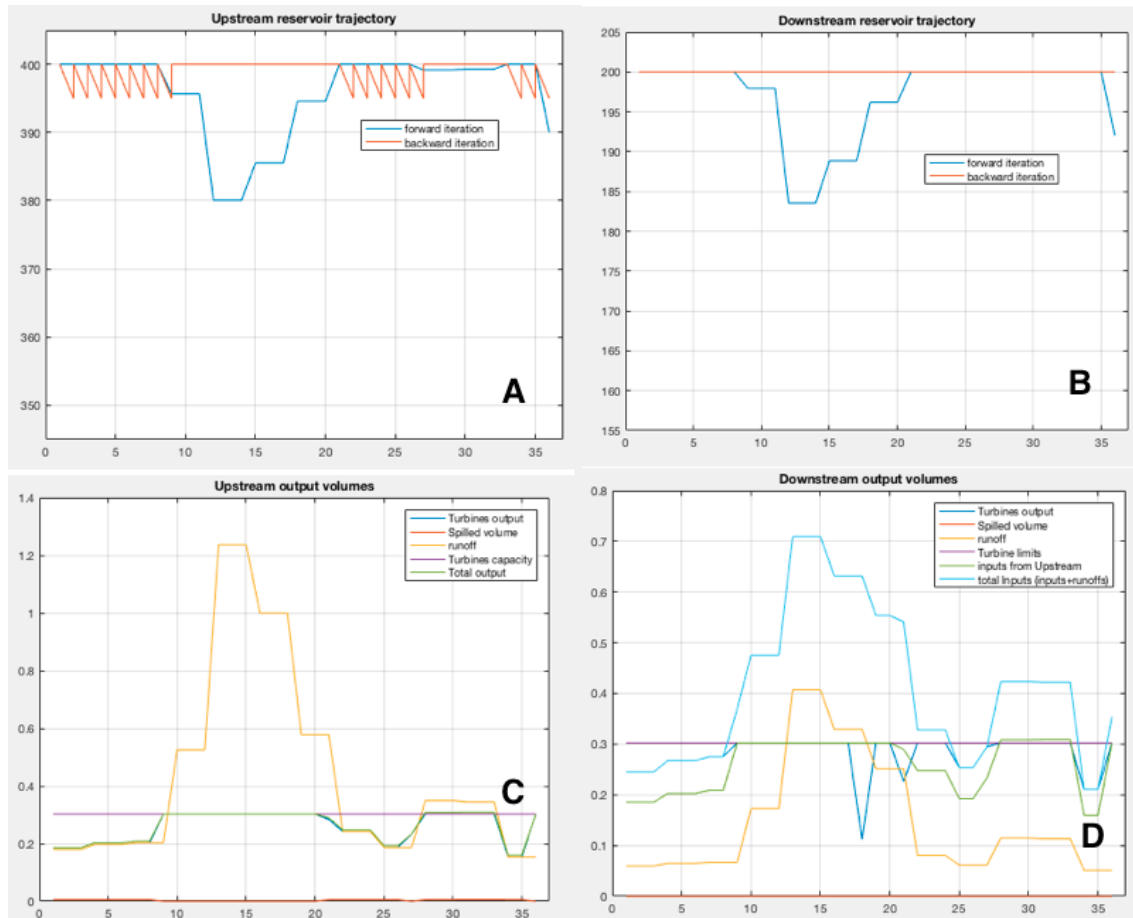 Upstream reservoir trajectory
400
390
380
370
360
350
0 5 10 15 20 25 30 35
forward iteration
backward iteration
A
Downstream reservoir trajectory
205
200
195
190
185
180
175
170
165
160
155
0 5 10 15 20 25 30 35
forward iteration
backward iteration
B
Upstream output volumes
1.4
1.2
1
0.8
0.6
0.4
0.2
0
0 5 10 15 20 25 30 35
Turbines output
Spilled volume
runoff
Turbines capacity
Total output
C
Downstream output volumes
0.8
0.7
0.6
0.5
0.4
0.3
0.2
0.1
0
0 5 10 15 20 25 30 35
Turbines output
Spilled volume
runoff
Turbine limits
inputs from Upstream
total Inputs (inputs+runoffs)
D